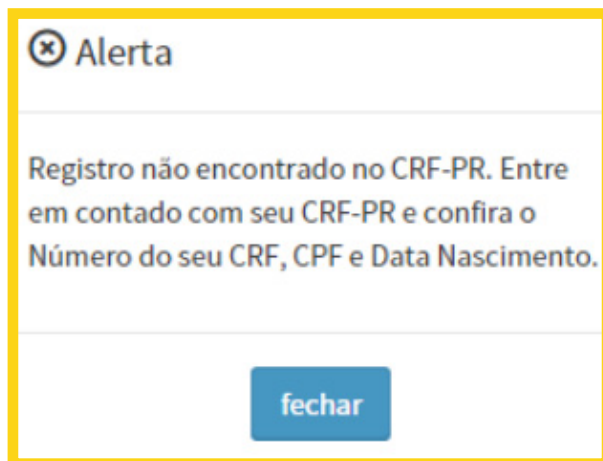 Alerta
Registro não encontrado no CRF-PR. Entre
em contado com seu CRF-PR e confira o
Número do seu CRF, CPF e Data Nascimento.
fechar